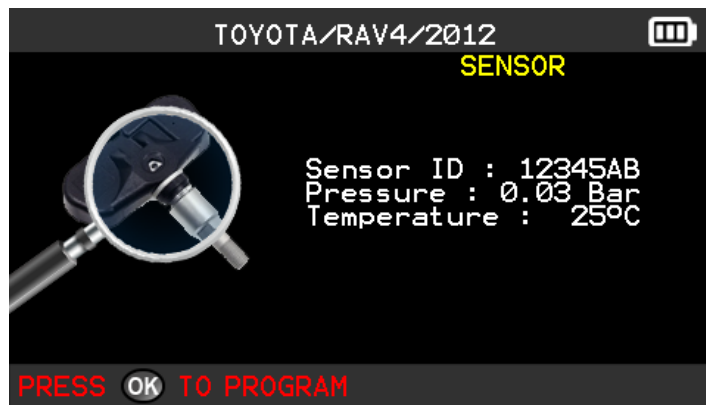 TOYOTA/RAV4/2012
SENSOR
Sensor ID : 12345AB
Pressure : 0.03 Bar
Temperature : 25ºC
PRESS OK TO PROGRAM